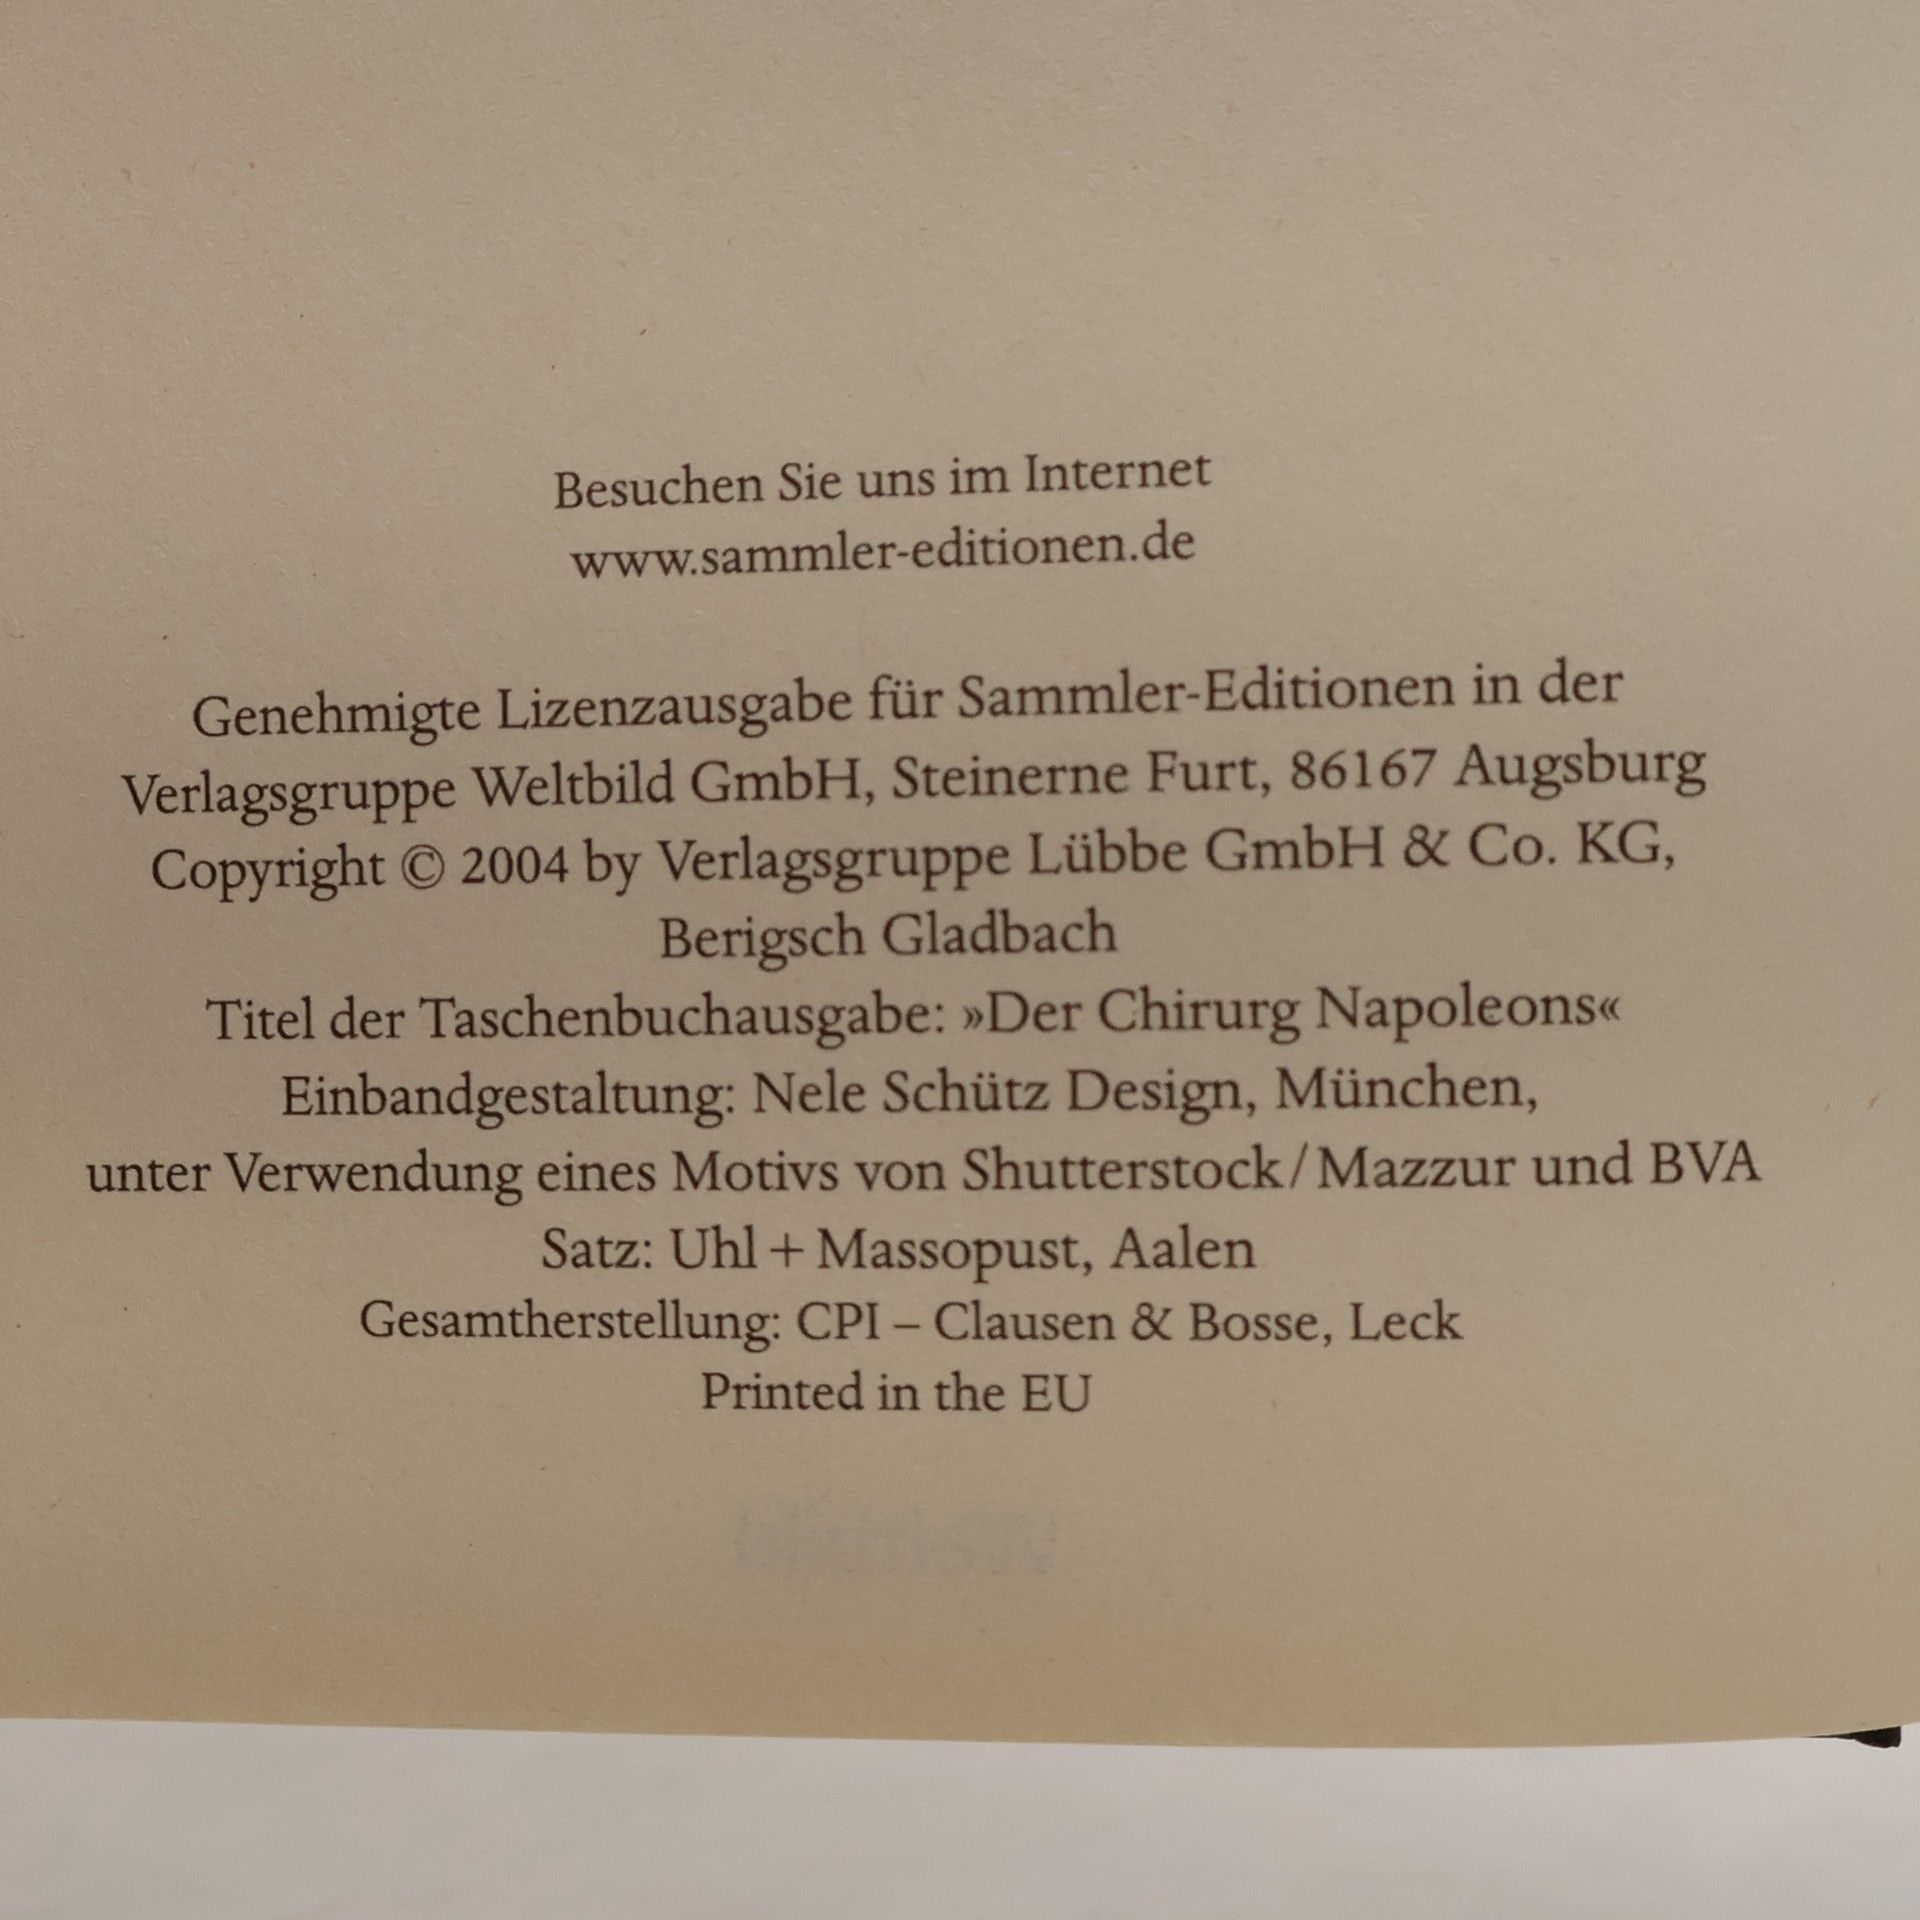 Besuchen Sie uns im Internet
www.sammler-editionen.de
Genehmigte Lizenzausgabe für Sammler-Editionen in der
Verlagsgruppe Weltbild GmbH, Steinerne Furt, 86167 Augsburg
Copyright © 2004 by Verlagsgruppe Lübbe GmbH & Co. KG,
Berigsch Gladbach
Titel der Taschenbuchausgabe: »Der Chirurg Napoleons«
Einbandgestaltung: Nele Schütz Design, München,
unter Verwendung eines Motivs von Shutterstock/Mazzur und BVA
Satz: Uhl + Massopust, Aalen
Gesamtherstellung: CPI – Clausen & Bosse, Leck
Printed in the EU